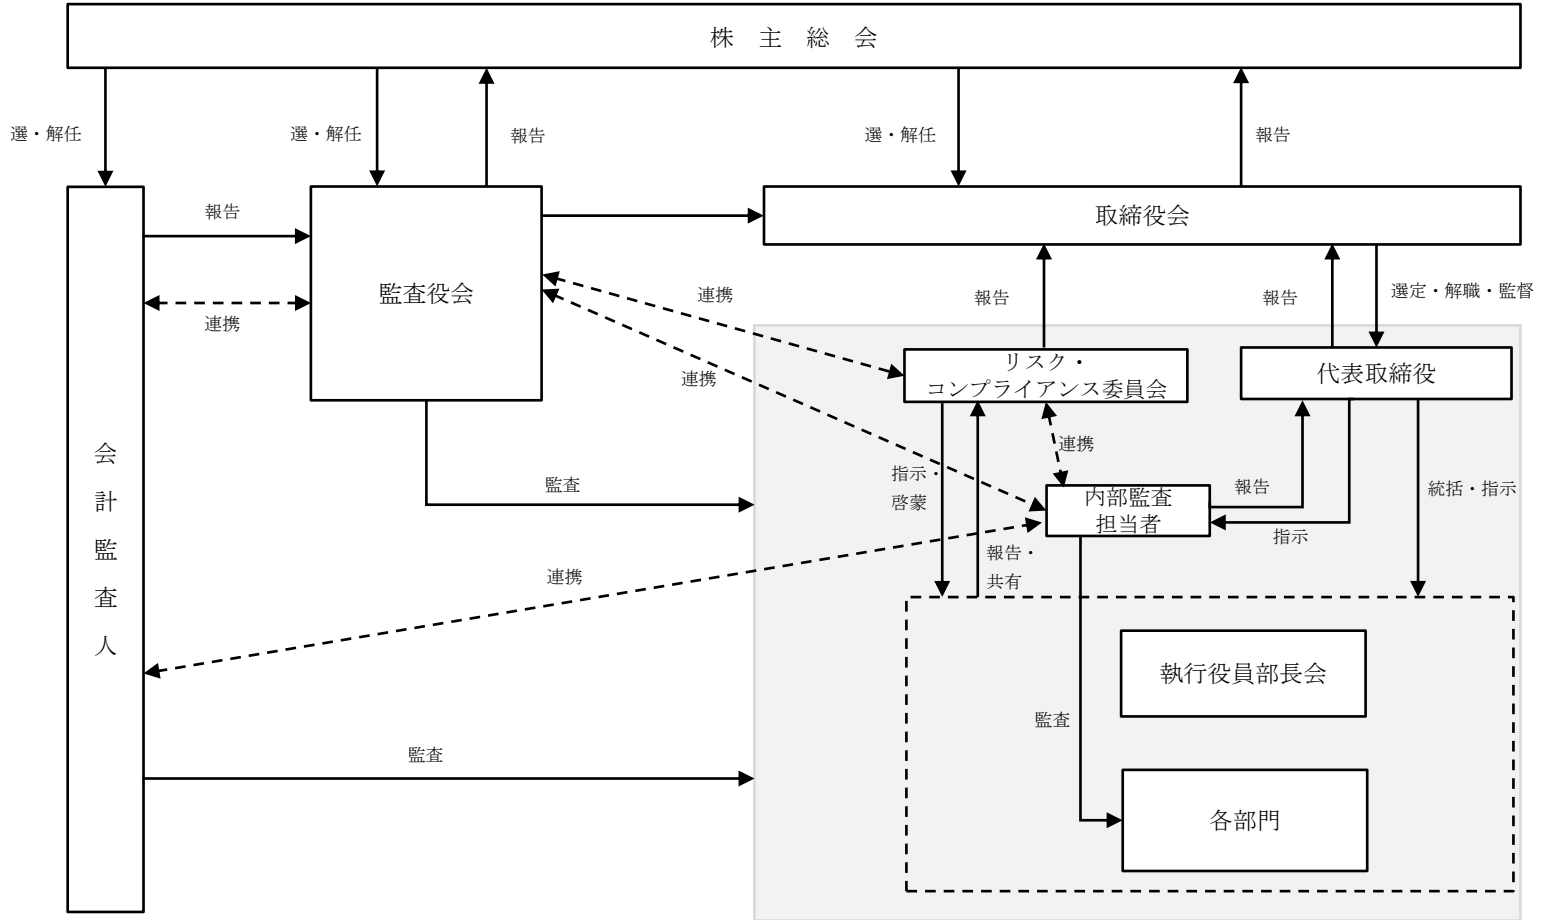 株 主 総 会
選・解任
選・解任
報告
選・解任
報告
報告
取締役会
監査役会
連携
連携
報告
報告
選定・解職・監督
連携
リスク・
コンプライアンス委員会
代表取締役
会
計
監
査
人
連携
指示・
啓蒙
監査
内部監査
担当者
報告
指示
統括・指示
報告・
共有
連携
執行役員部長会
監査
監査
各部門